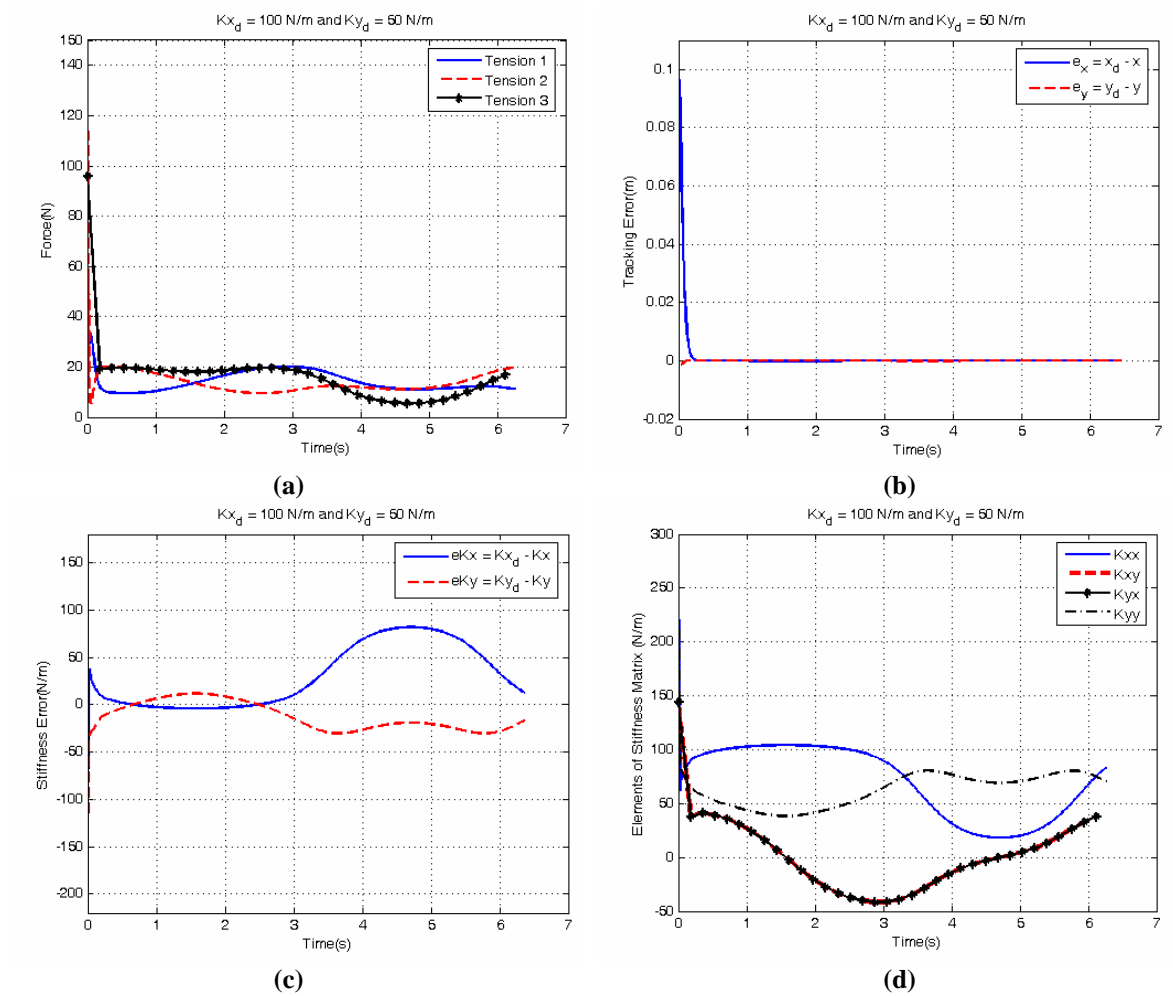 Kx_d = 100 N/m and Ky_d = 50 N/m
150
140
120
100
80
60
40
20
0
Force(N)
Tension 1
Tension 2
Tension 3
0 1 2 3 4 5 6 7
Time(s)
(a)
Kx_d = 100 N/m and Ky_d = 50 N/m
0.1
0.08
0.06
0.04
0.02
0
-0.02
Tracking Error(m)
e_x = x_d - x
e_y = y_d - y
0 1 2 3 4 5 6 7
Time(s)
(b)
Kx_d = 100 N/m and Ky_d = 50 N/m
150
100
50
0
-50
-100
-150
-200
Stiffness Error(N/m)
eKx = Kx_d - Kx
eKy = Ky_d - Ky
0 1 2 3 4 5 6 7
Time(s)
(c)
Kx_d = 100 N/m and Ky_d = 50 N/m
300
250
200
150
100
50
0
-50
Elements of Stiffness Matrix (N/m)
Kxx
Kxy
Kyx
Kyy
0 1 2 3 4 5 6 7
Time(s)
(d)